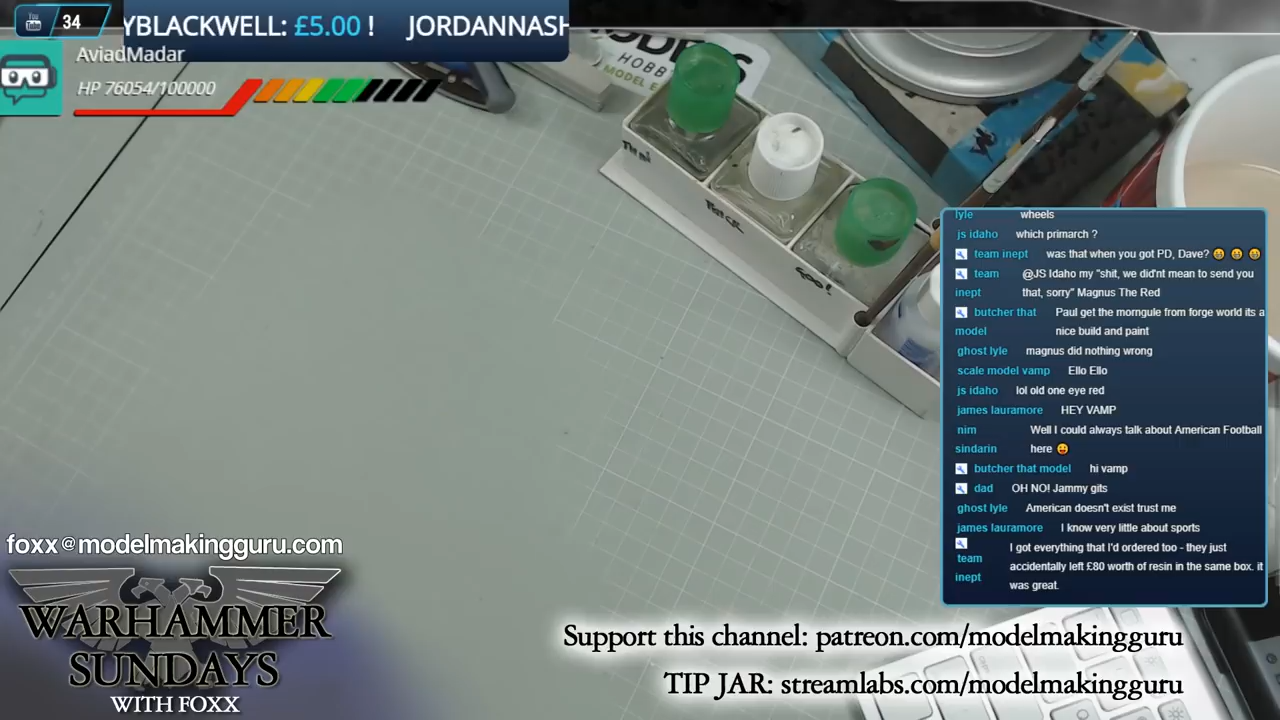 34
YBLACKWELL: £5.00 ! JORDANNASH
AviadMadar
HP 76054/100000
HOBB
MODEL E
lyle wheels
js idaho which primarch ?
team inept was that when you got PD, Dave? 😀 😀 😀
team @JS Idaho my "shit, we did'nt mean to send you
inept that, sorry" Magnus The Red
butcher that Paul get the morngule from forge world its a
model nice build and paint
ghost lyle magnus did nothing wrong
scale model vamp Ello Ello
js idaho lol old one eye red
james lauramore HEY VAMP
nim Well I could always talk about American Football
sindarin here 😛
butcher that model hi vamp
dad OH NO! Jammy gits
ghost lyle American doesn't exist trust me
james lauramore I know very little about sports
I got everything that I'd ordered too - they just
team accidentally left £80 worth of resin in the same box. it
inept was great.
foxx@modelmakingguru.com
WARHAMMER
SUNDAYS
WITH FOXX
Support this channel: patreon.com/modelmakingguru
TIP JAR: streamlabs.com/modelmakingguru